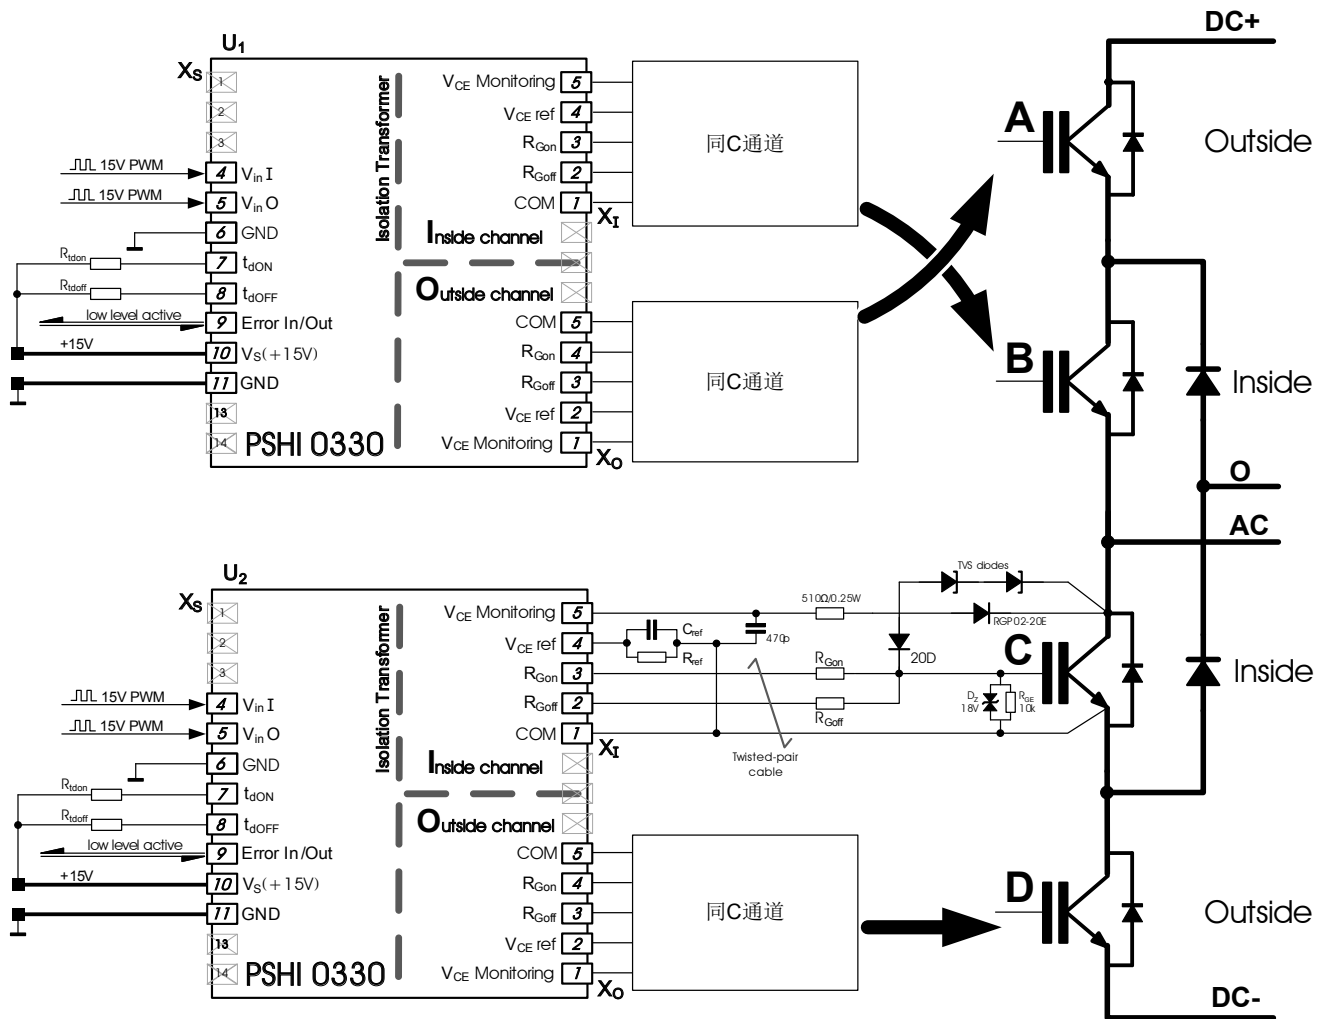 DC+
U1
XS
1
2
3
4 Vin I
15V PWM
5 Vin O
15V PWM
6 GND
Rtdon
7 tdON
Rtdoff
8 tdOFF
low level active
9 Error In/Out
+15V
10 VS(+15V)
11 GND
13
14
PSHI 0330
Isolation Transformer
VCE Monitoring 5
VCE ref 4
RGon 3
RGoff 2
COM 1
XI
Inside channel
Outside channel
COM 5
RGon 4
RGoff 3
VCE ref 2
VCE Monitoring 1
XO
同C通道
同C通道
A
Outside
B
Inside
O
AC
U2
XS
1
2
3
4 Vin I
15V PWM
5 Vin O
15V PWM
6 GND
Rtdon
7 tdON
Rtdoff
8 tdOFF
low level active
9 Error In/Out
+15V
10 VS(+15V)
11 GND
13
14
PSHI 0330
Isolation Transformer
VCE Monitoring 5
VCE ref 4
RGon 3
RGoff 2
COM 1
XI
Inside channel
Outside channel
COM 5
RGon 4
RGoff 3
VCE ref 2
VCE Monitoring 1
XO
TVS diodes
510Ω/0.25W
RGP02-20E
470p
Cref
Rref
20D
RGon
RGoff
DZ
18V
RGE
10k
Twisted-pair
cable
C
Inside
同C通道
D
Outside
DC-